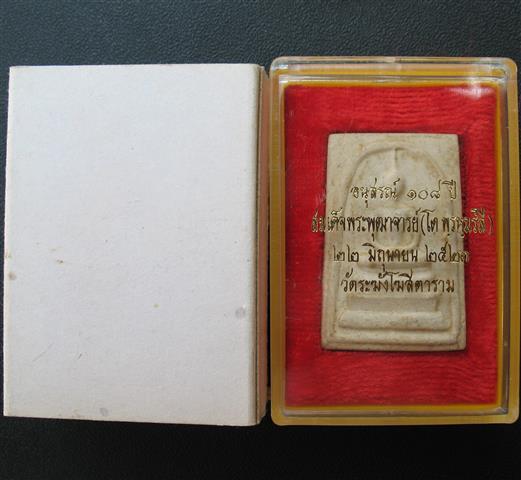 อนุสรณ์ ๑๐๘ ปี
สมเด็จพระพุฒาจารย์(โต พรหมรังสี)
๒๒ มิถุนายน ๒๕๒๓
วัดระฆังโฆสิตาราม